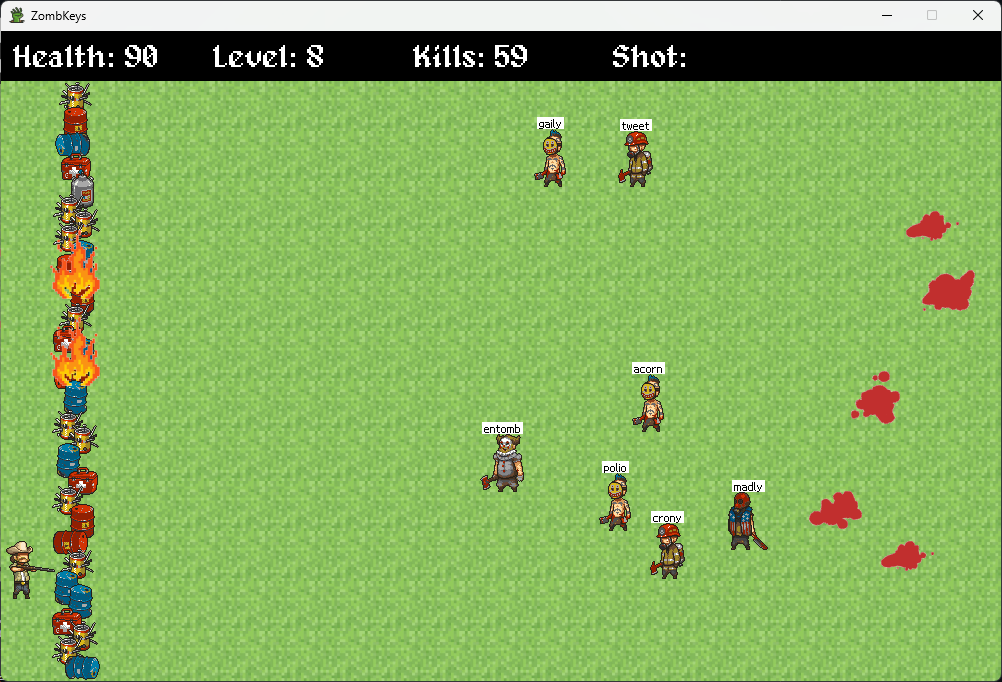 ZombKeys
Health: 90 Level: 8 Kills: 59 Shot:
gaily
tweet
acorn
entomb
polio
madly
crony